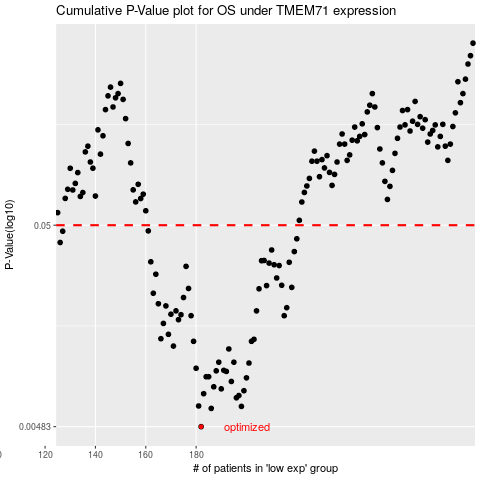 Cumulative P-Value plot for OS under TMEM71 expression
P-Value(log10)
0.05
0.00483
optimized
0 120 140 160 180
# of patients in 'low exp' group